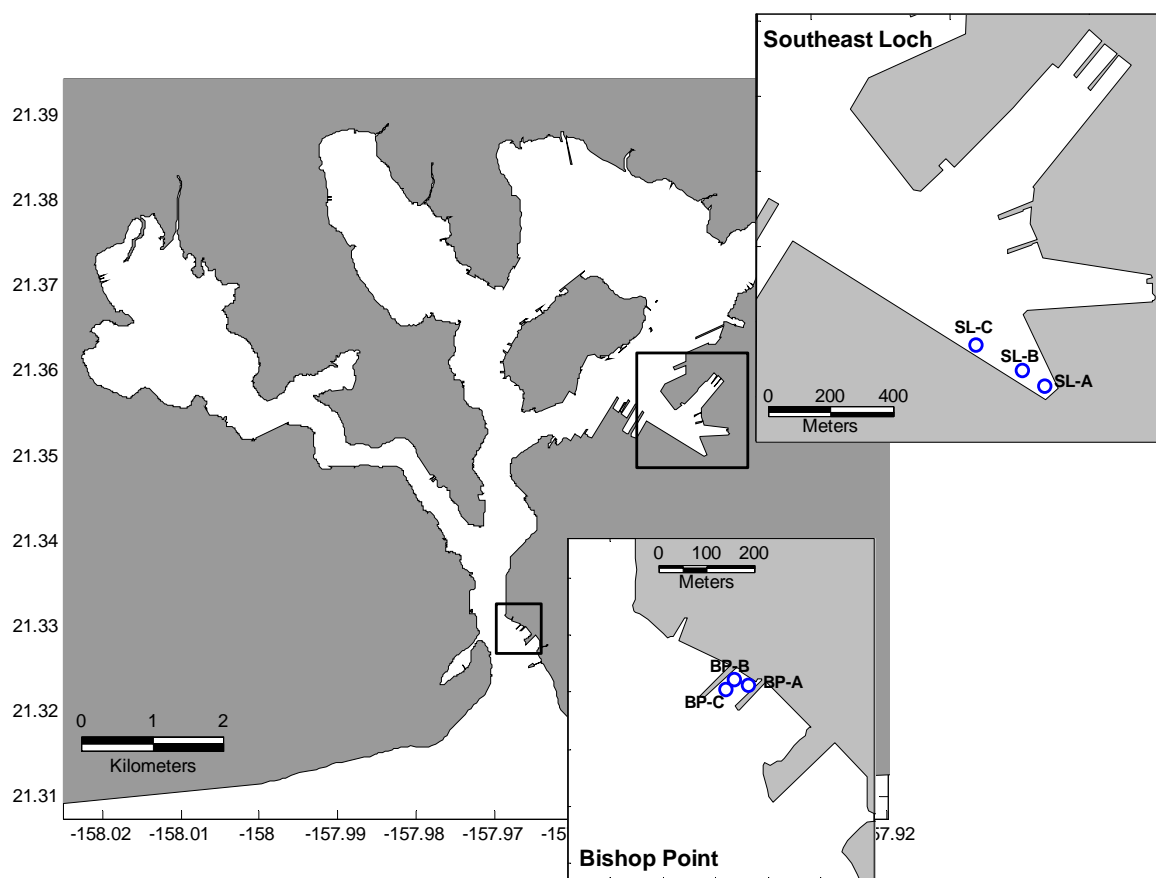 Southeast Loch
21.39
21.38
21.37
21.36
21.35
21.34
21.33
21.32
21.31
SL-C
SL-B
SL-A
0 200 400
Meters
0 100 200
Meters
BP-B
BP-A
BP-C
0 1 2
Kilometers
-158.02 -158.01 -158 -157.99 -157.98 -157.97
7.92
Bishop Point